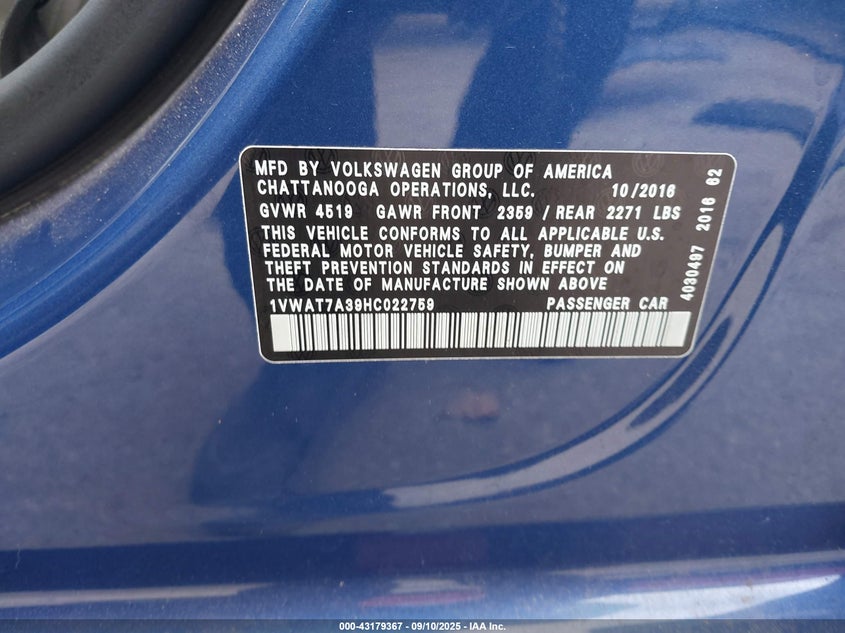 MFD BY VOLKSWAGEN GROUP OF AMERICA
CHATTANOOGA OPERATIONS, LLC. 10/2016
GVWR 4519 GAWR FRONT 2359 / REAR 2271 LBS
THIS VEHICLE CONFORMS TO ALL APPLICABLE U.S.
FEDERAL MOTOR VEHICLE SAFETY, BUMPER AND
THEFT PREVENTION STANDARDS IN EFFECT ON
THE DATE OF MANUFACTURE SHOWN ABOVE
1VWAT7A39HC022759 PASSENGER CAR
4030497 2016 62
000-43179367 - 09/10/2025 - IAA Inc.